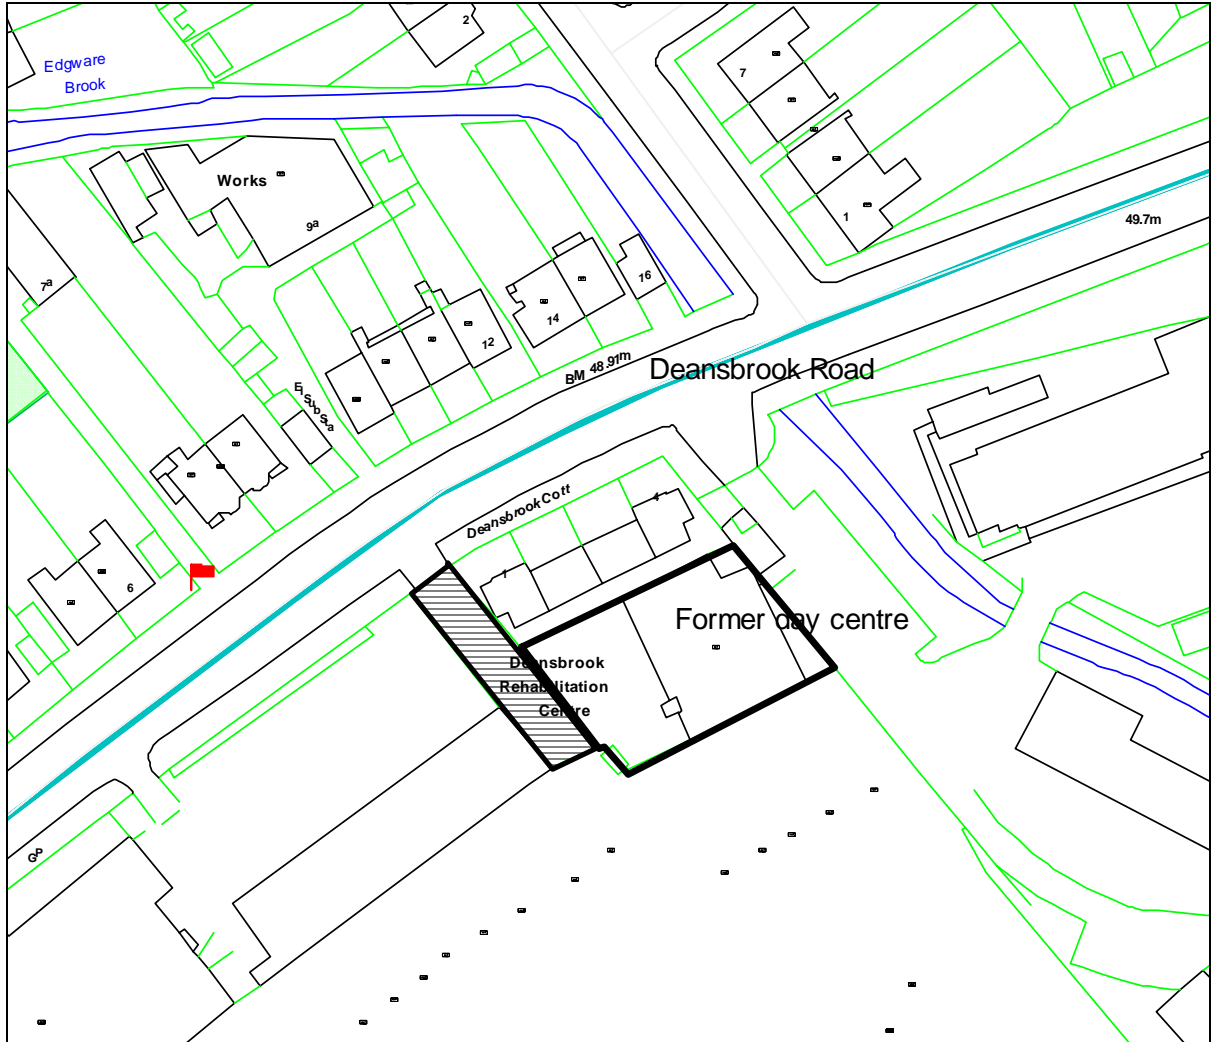 2
Edgware
Brook
7
Works
9a
1
49.7m
7a
16
14
12
BM 48.91m
Deansbrook Road
El Sub Sta
Deansbrook Cott
4
1
6
Former day centre
Deansbrook
Rehabilitation
Centre
GP